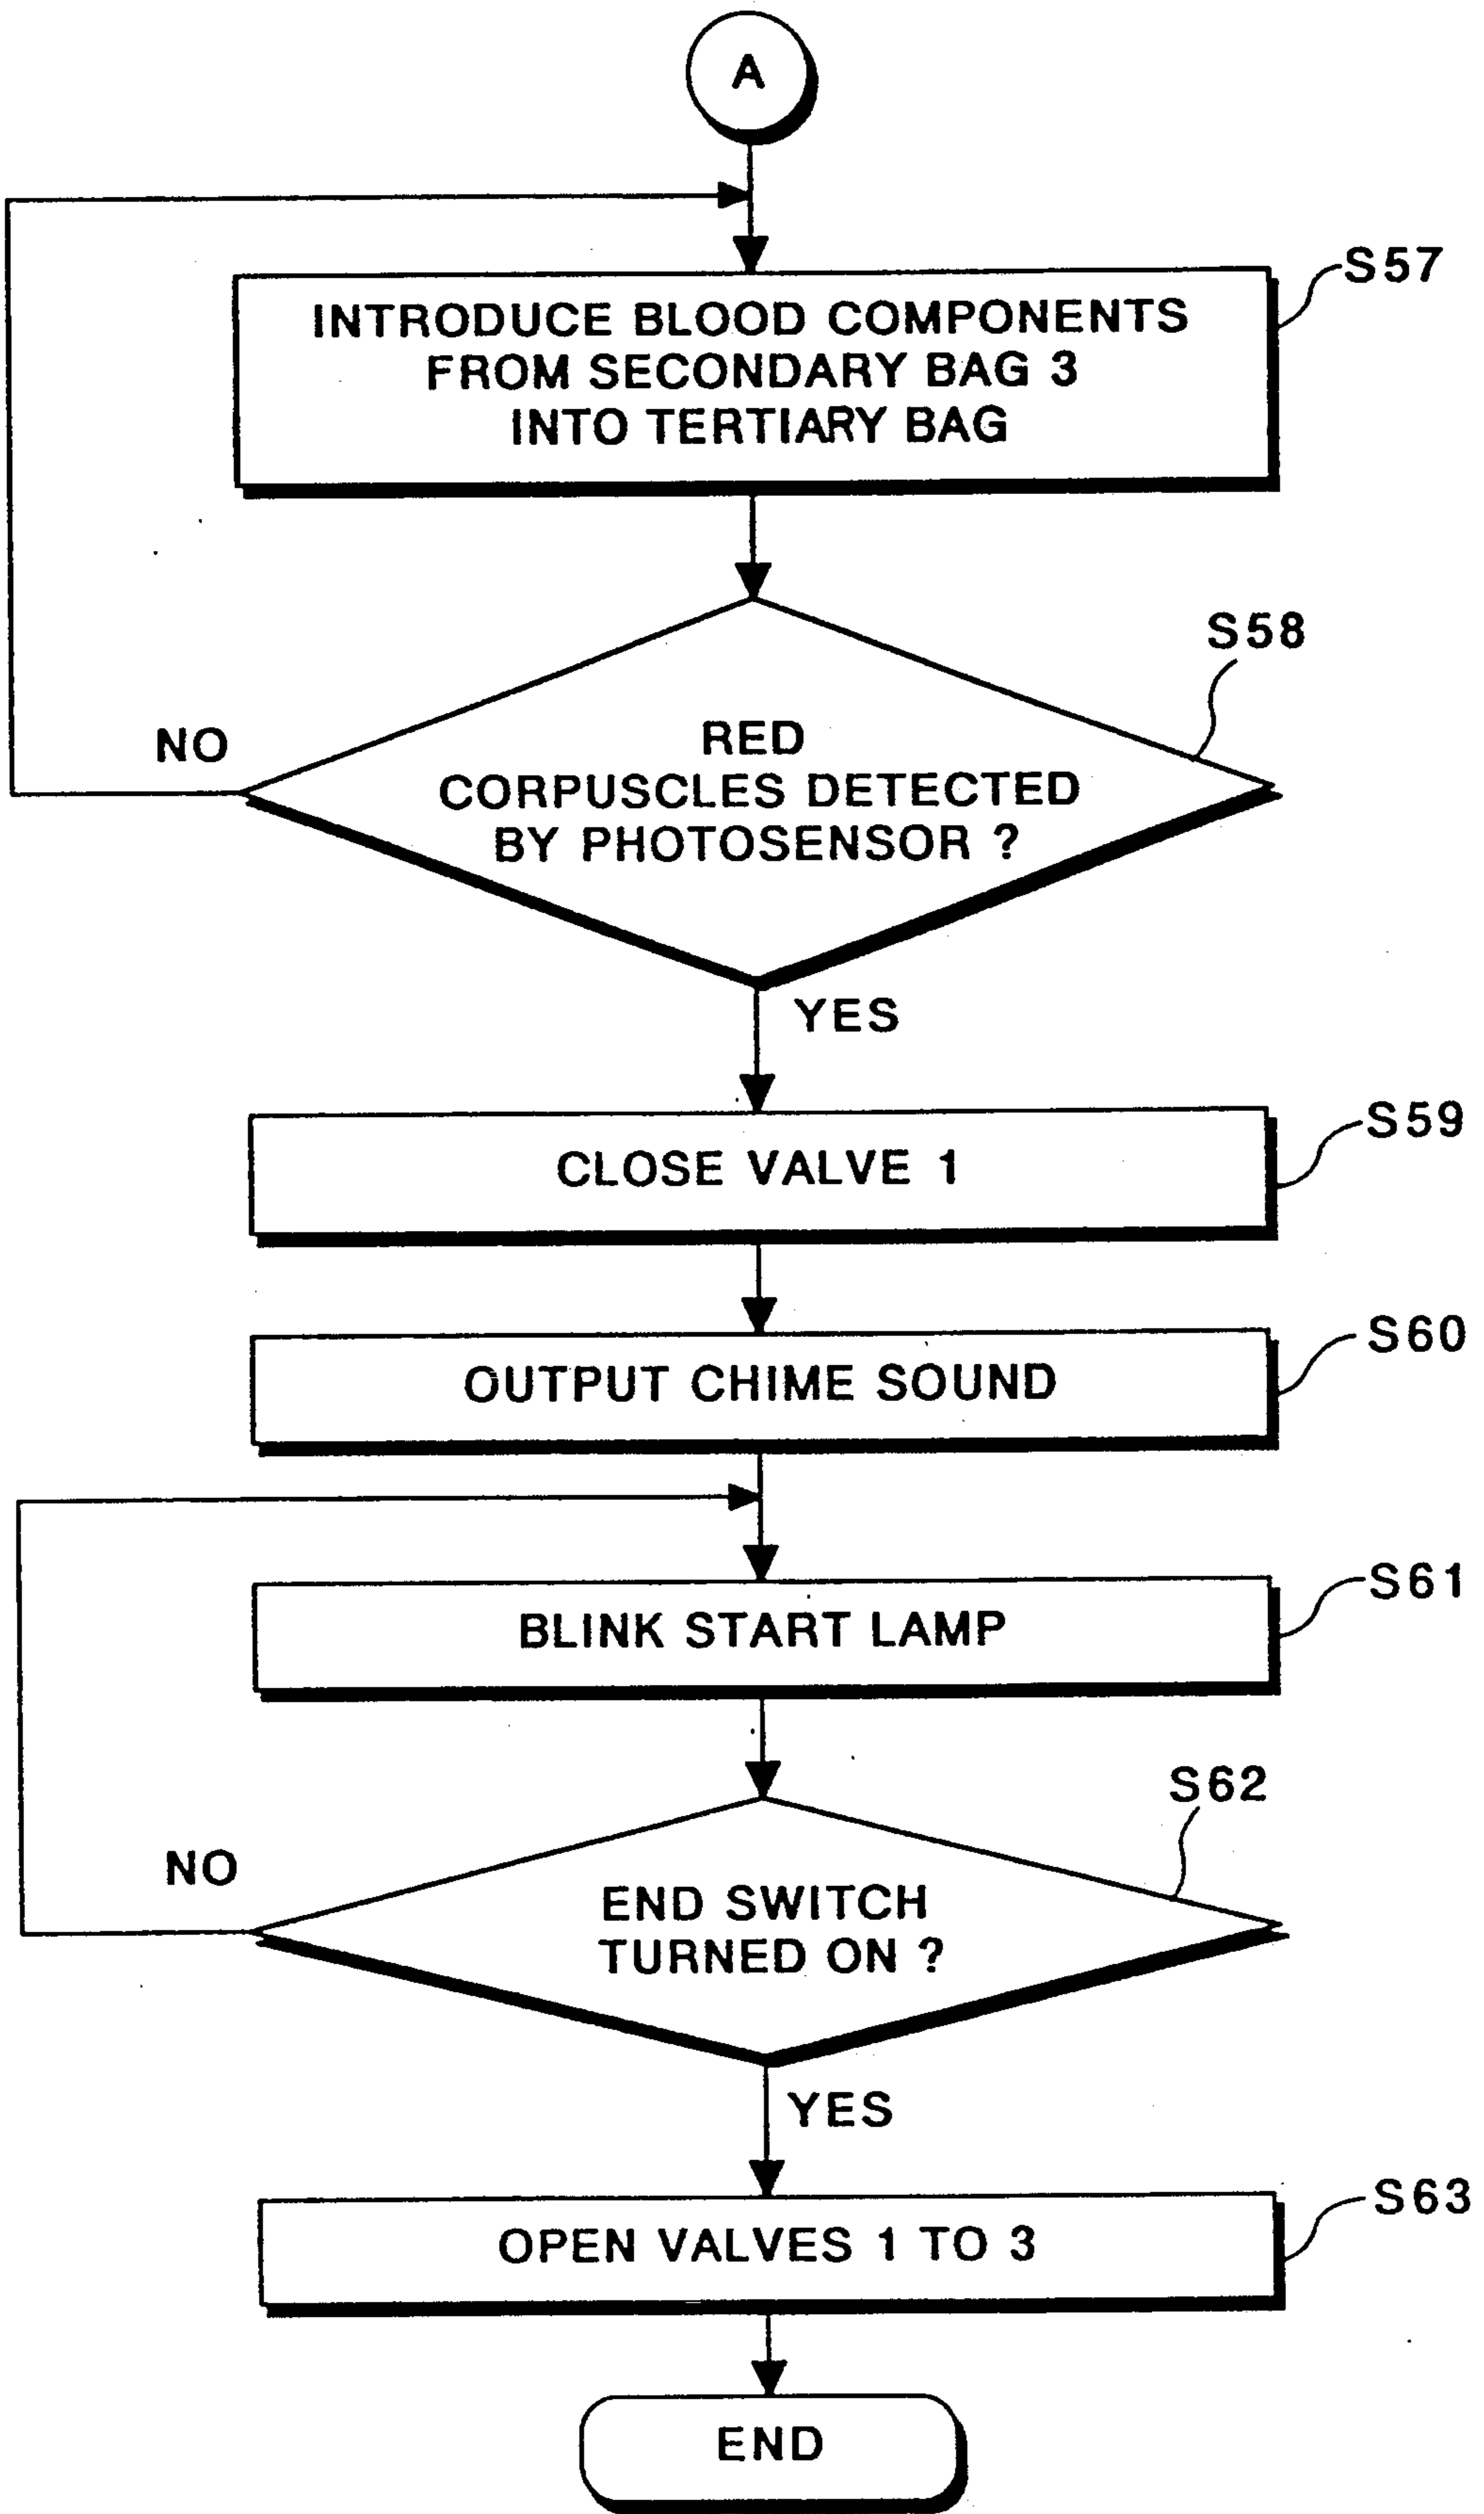 A
S57
INTRODUCE BLOOD COMPONENTS
FROM SECONDARY BAG 3
INTO TERTIARY BAG
S58
NO
RED
CORPUSCLES DETECTED
BY PHOTOSENSOR ?
YES
S59
CLOSE VALVE 1
S60
OUTPUT CHIME SOUND
S61
BLINK START LAMP
S62
NO
END SWITCH
TURNED ON ?
YES
S63
OPEN VALVES 1 TO 3
END